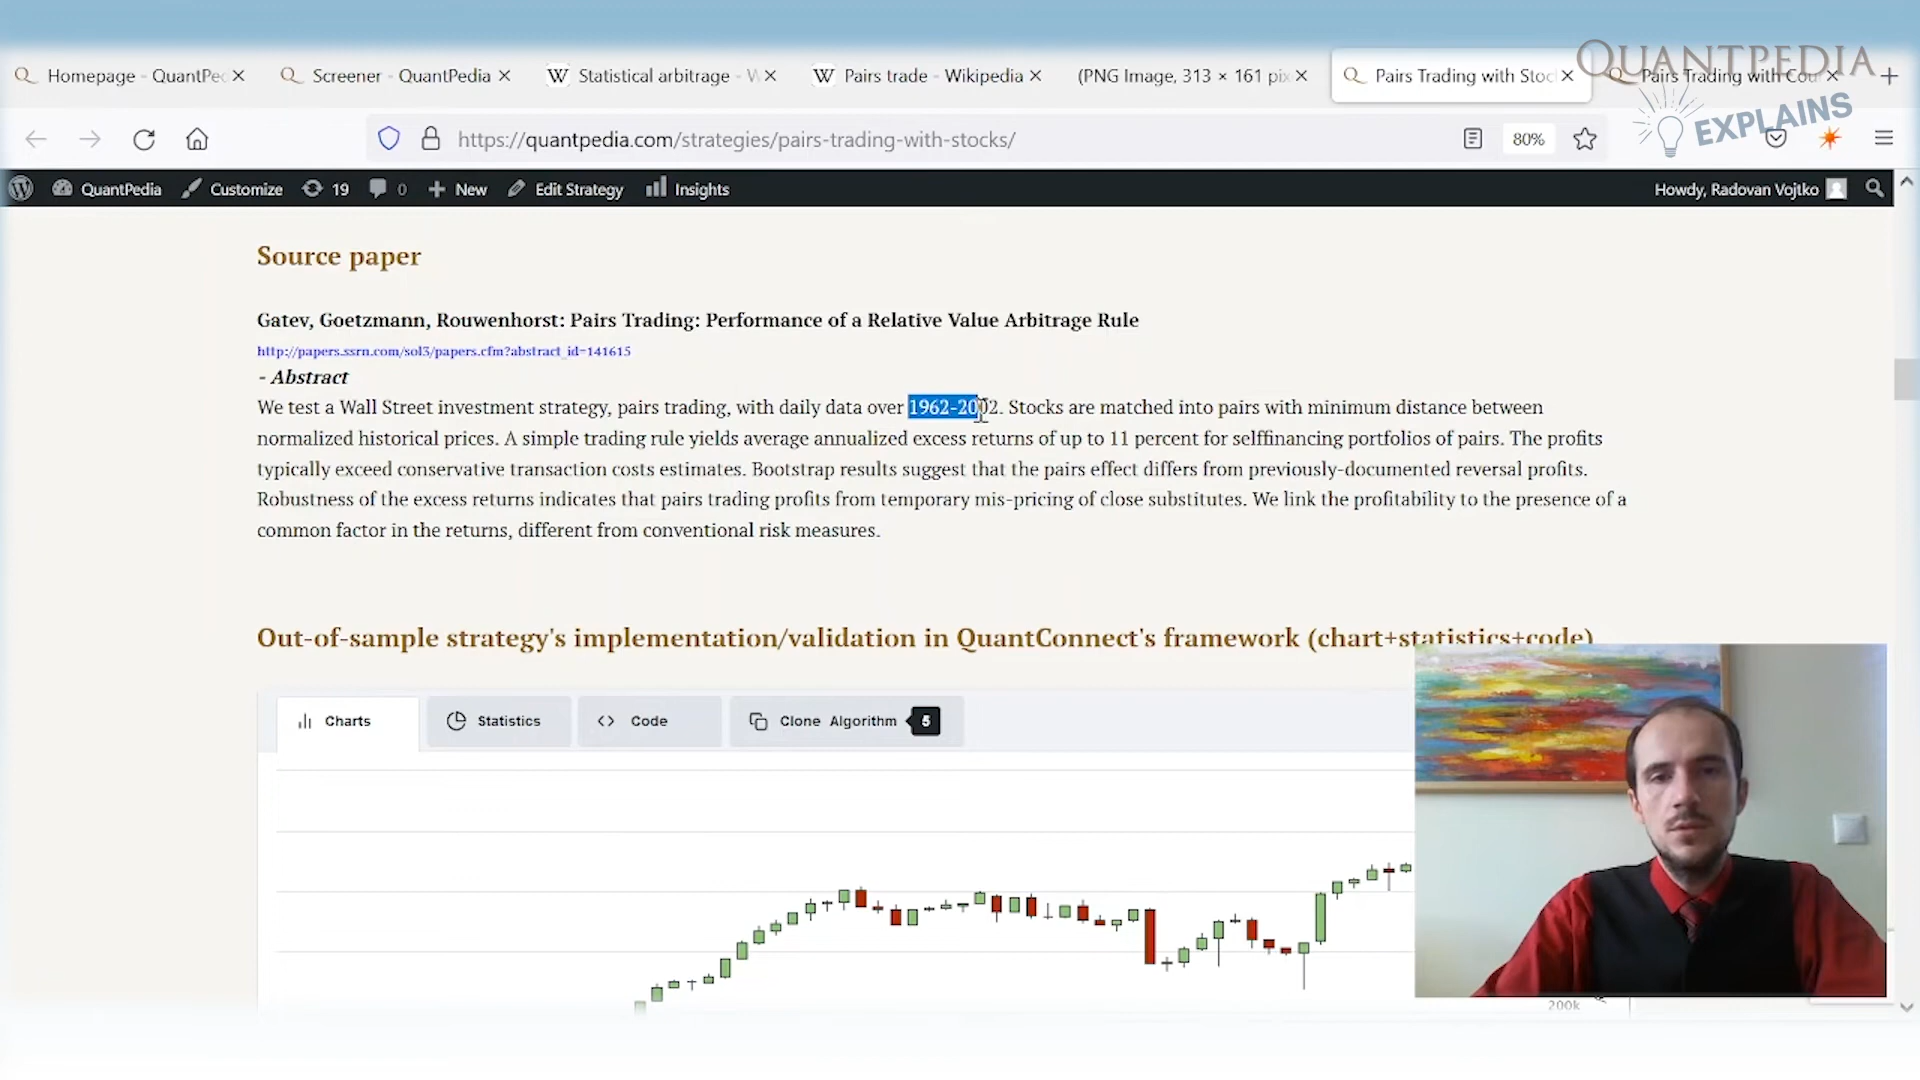 QUANTPEDIA
EXPLAINS
Homepage - QuantPe
Screener - QuantPedia
Statistical arbitrage - W
Pairs trade - Wikipedia
(PNG Image, 313 × 161 pix
Pairs Trading with Stoc
Pairs Trading with Cou
https://quantpedia.com/strategies/pairs-trading-with-stocks/
80%
QuantPedia Customize 19 0 New Edit Strategy Insights Howdy, Radovan Vojtko
Source paper
Gatev, Goetzmann, Rouwenhorst: Pairs Trading: Performance of a Relative Value Arbitrage Rule
http://papers.ssrn.com/sol3/papers.cfm?abstract_id=141615
- Abstract
We test a Wall Street investment strategy, pairs trading, with daily data over 1962-2002. Stocks are matched into pairs with minimum distance between
normalized historical prices. A simple trading rule yields average annualized excess returns of up to 11 percent for selffinancing portfolios of pairs. The profits
typically exceed conservative transaction costs estimates. Bootstrap results suggest that the pairs effect differs from previously-documented reversal profits.
Robustness of the excess returns indicates that pairs trading profits from temporary mis-pricing of close substitutes. We link the profitability to the presence of a
common factor in the returns, different from conventional risk measures.
Out-of-sample strategy's implementation/validation in QuantConnect's framework (chart+statistics+code)
Charts Statistics Code Clone Algorithm 5
200k